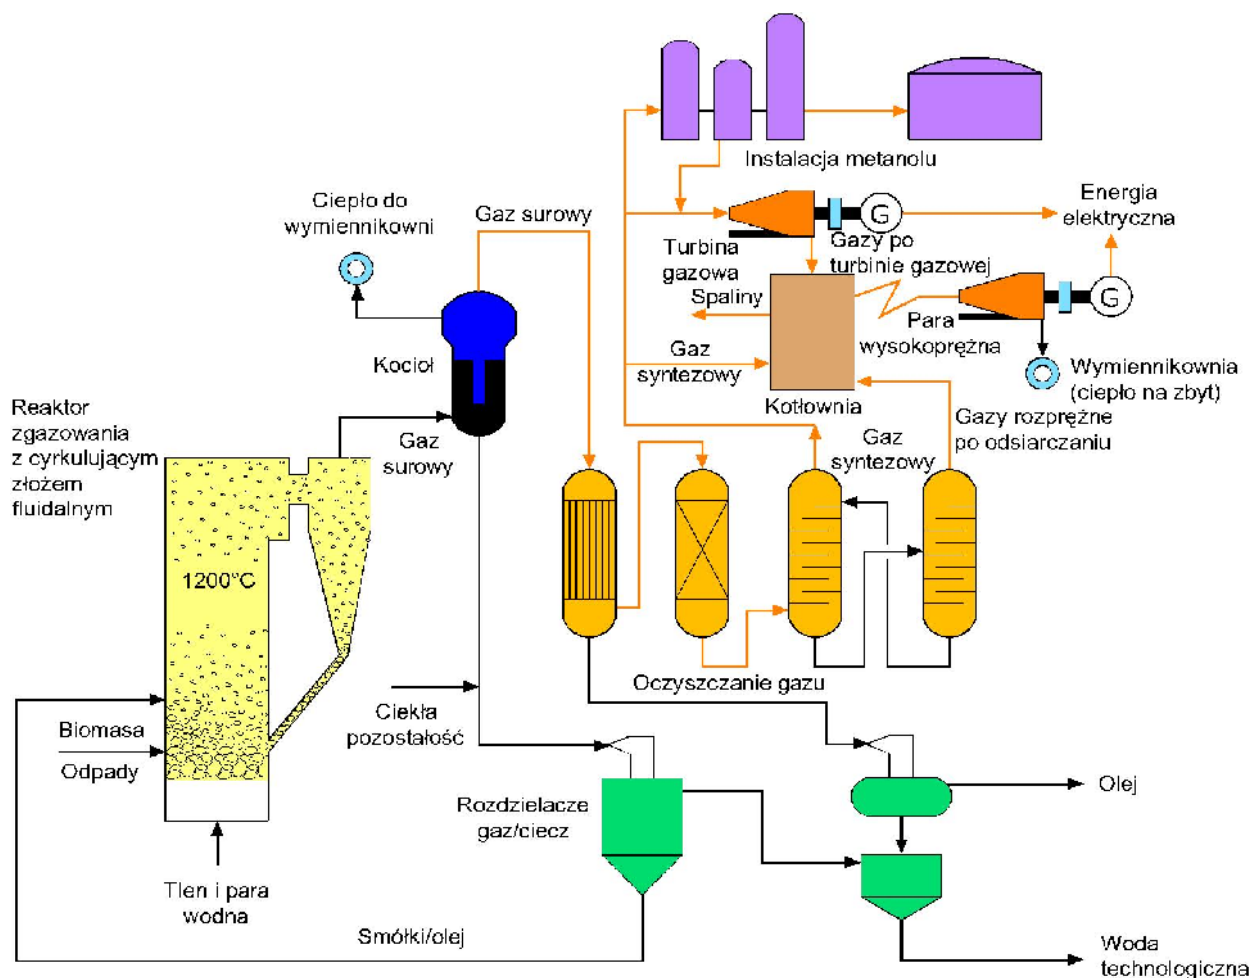 Instalacja metanolu
Ciepło do
wymiennikowni
Gaz surowy
Energia
elektryczna
G
Turbina
gazowa
Gazy po
turbinie gazowej
Spaliny
G
Para
wysokoprężna
Kocioł
Gaz
syntezowy
Wymiennikownia
(ciepło na zbyt)
Kotłownia
Reaktor
zgazowania
z cyrkulującym
złożem
fluidalnym
Gaz
surowy
Gaz
syntezowy
Gazy rozprężne
po odsiarczaniu
1200°C
Oczyszczanie gazu
Ciekła
pozostałość
Biomasa
Odpady
Olej
Rozdzielacze
gaz/ciecz
Tlen i para
wodna
Smółki/olej
Woda
technologiczna